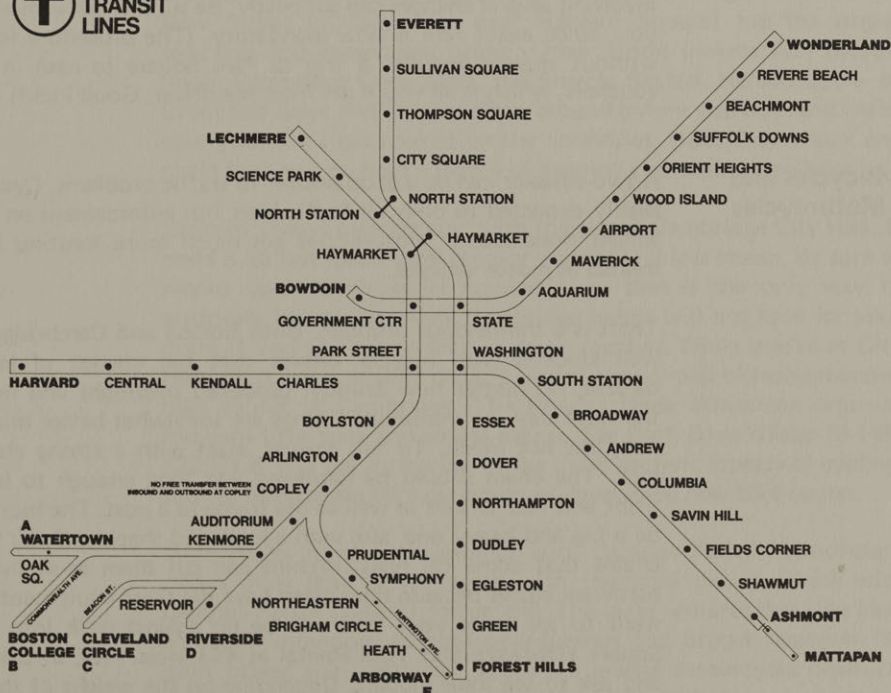 T
TRANSIT
LINES
EVERETT
SULLIVAN SQUARE
THOMPSON SQUARE
CITY SQUARE
NORTH STATION
HAYMARKET
LECHMERE
SCIENCE PARK
NORTH STATION
HAYMARKET
BOWDOIN
GOVERNMENT CTR
STATE
WONDERLAND
REVERE BEACH
BEACHMONT
SUFFOLK DOWNS
ORIENT HEIGHTS
WOOD ISLAND
AIRPORT
MAVERICK
AQUARIUM
PARK STREET
WASHINGTON
HARVARD
CENTRAL
KENDALL
CHARLES
SOUTH STATION
BROADWAY
ANDREW
COLUMBIA
SAVIN HILL
FIELDS CORNER
SHAWMUT
ASHMONT
MATTAPAN
BOYLSTON
ARLINGTON
NO FREE TRANSFER BETWEEN
INBOUND AND OUTBOUND AT COPLEY
COPLEY
AUDITORIUM
KENMORE
ESSEX
DOVER
NORTHAMPTON
DUDLEY
EGLESTON
GREEN
FOREST HILLS
PRUDENTIAL
SYMPHONY
NORTHEASTERN
BRIGHAM CIRCLE
HUNTINGTON AVE.
HEATH
ARBORWAY
E
A
WATERTOWN
OAK
SQ.
COMMONWEALTH AVE.
BEACON ST.
RESERVOIR
BOSTON
COLLEGE
B
CLEVELAND
CIRCLE
C
RIVERSIDE
D